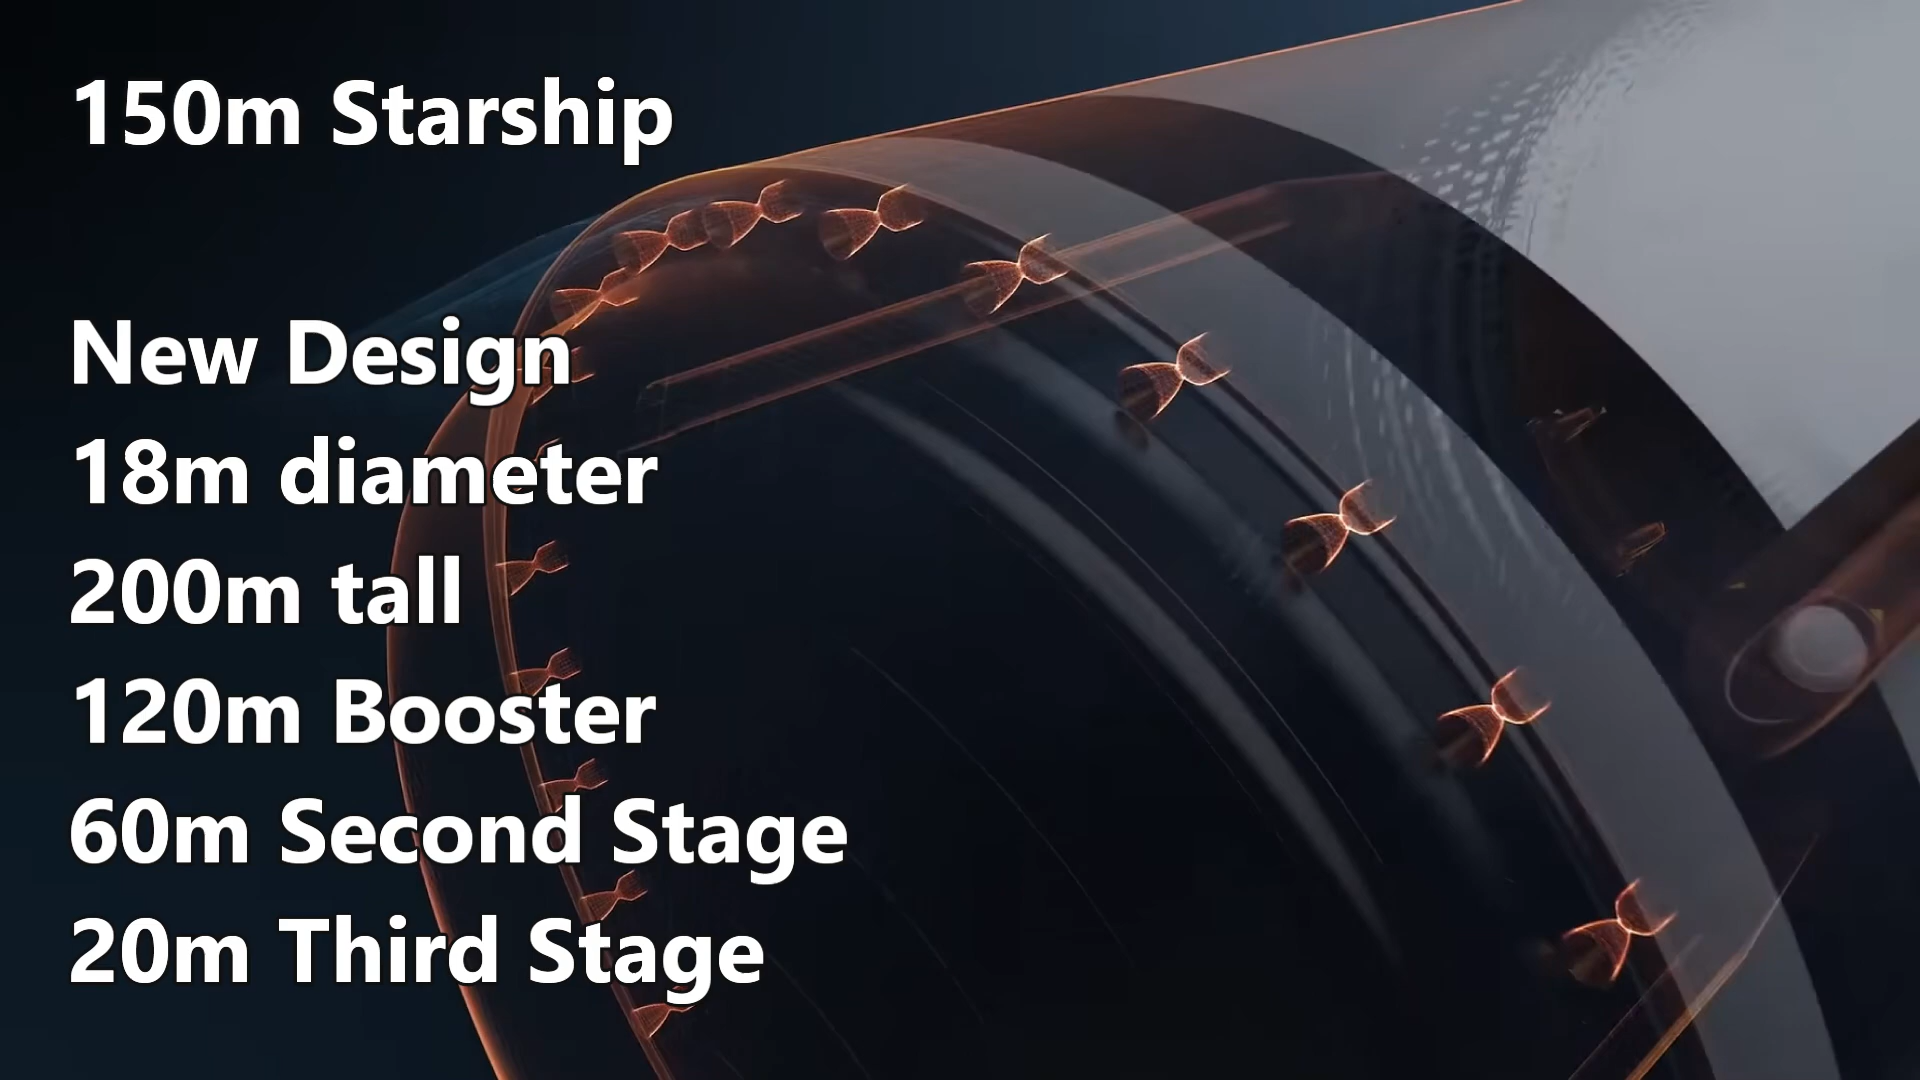 150m Starship
New Design
18m diameter
200m tall
120m Booster
60m Second Stage
20m Third Stage